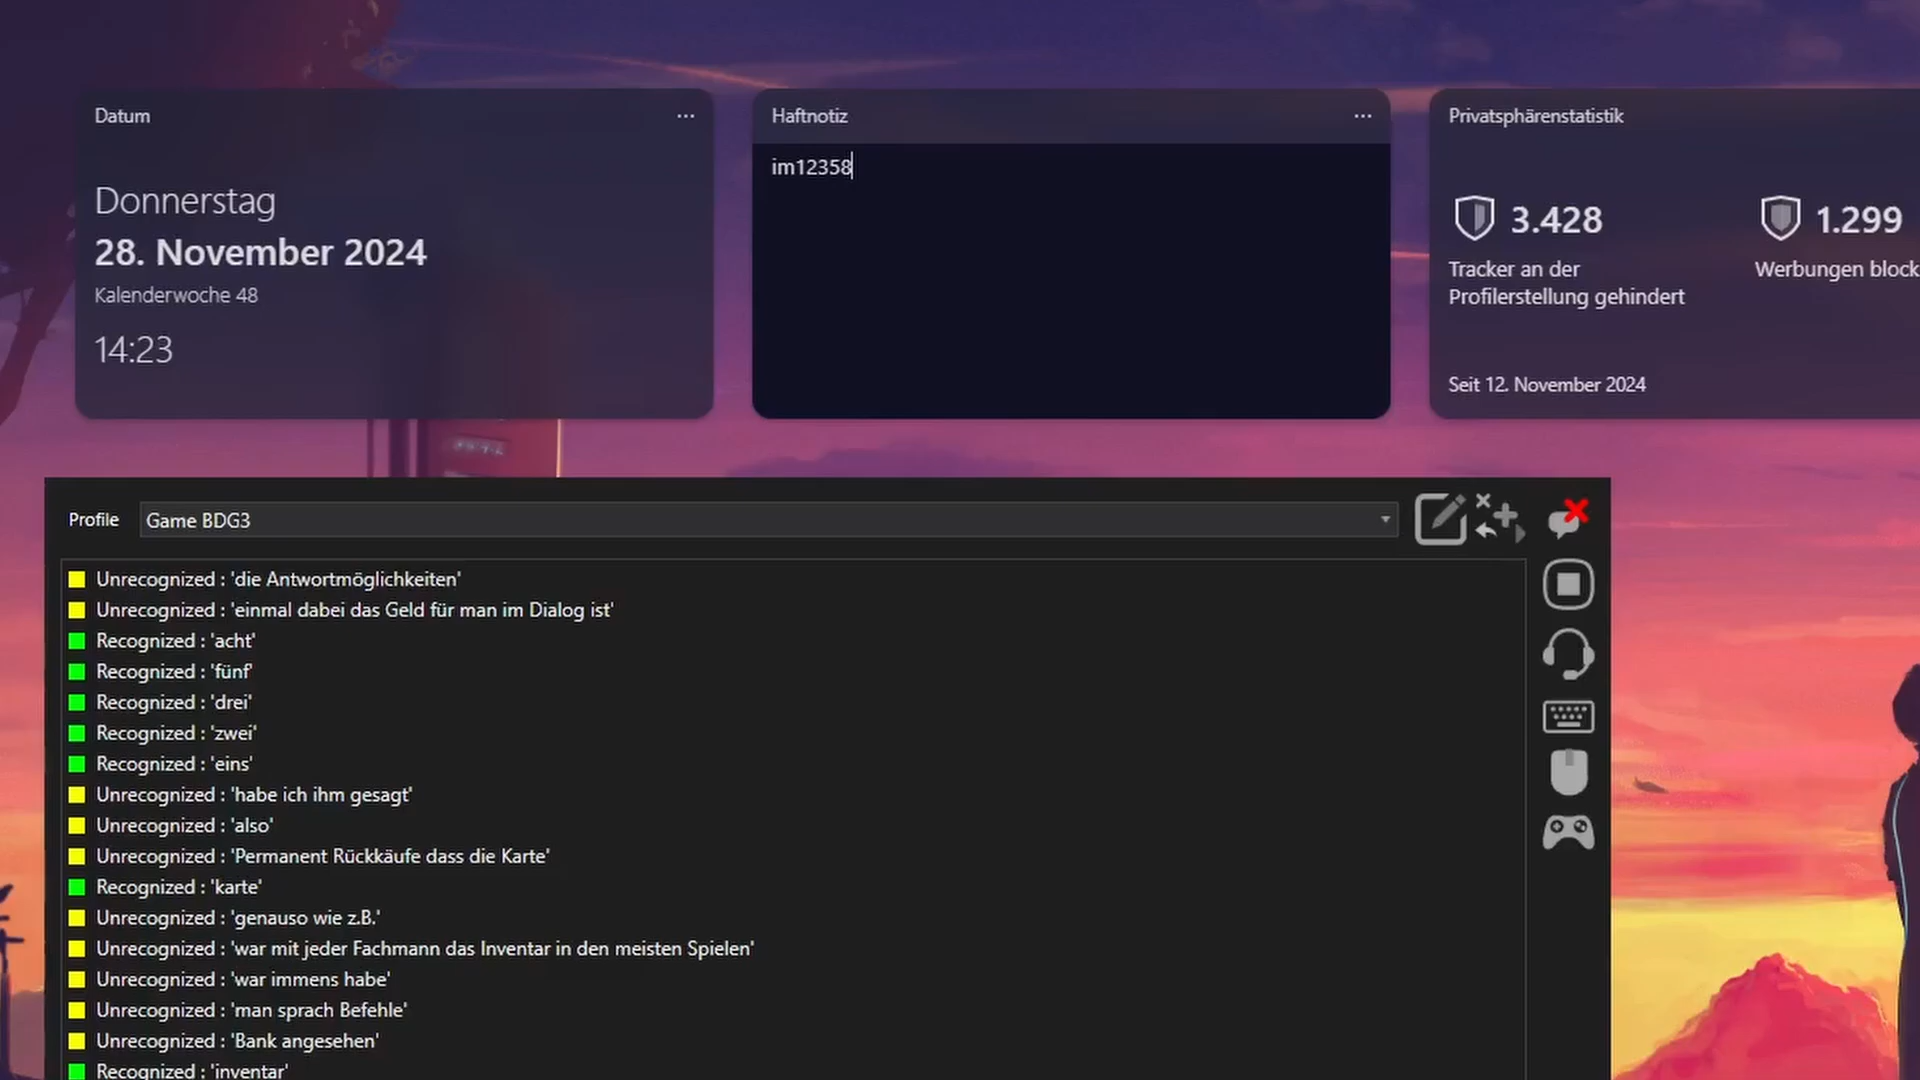 Datum
Donnerstag
28. November 2024
Kalenderwoche 48
14:23
Haftnotiz
im12358
Privatsphärenstatistik
3.428
Tracker an der
Profilerstellung gehindert
1.299
Werbungen block
Seit 12. November 2024
Profile
Game BDG3
Unrecognized : 'die Antwortmöglichkeiten'
Unrecognized : 'einmal dabei das Geld für man im Dialog ist'
Recognized : 'acht'
Recognized : 'fünf'
Recognized : 'drei'
Recognized : 'zwei'
Recognized : 'eins'
Unrecognized : 'habe ich ihm gesagt'
Unrecognized : 'also'
Unrecognized : 'Permanent Rückkäufe dass die Karte'
Recognized : 'karte'
Unrecognized : 'genauso wie z.B.'
Unrecognized : 'war mit jeder Fachmann das Inventar in den meisten Spielen'
Unrecognized : 'war immens habe'
Unrecognized : 'man sprach Befehle'
Unrecognized : 'Bank angesehen'
Recognized : 'inventar'